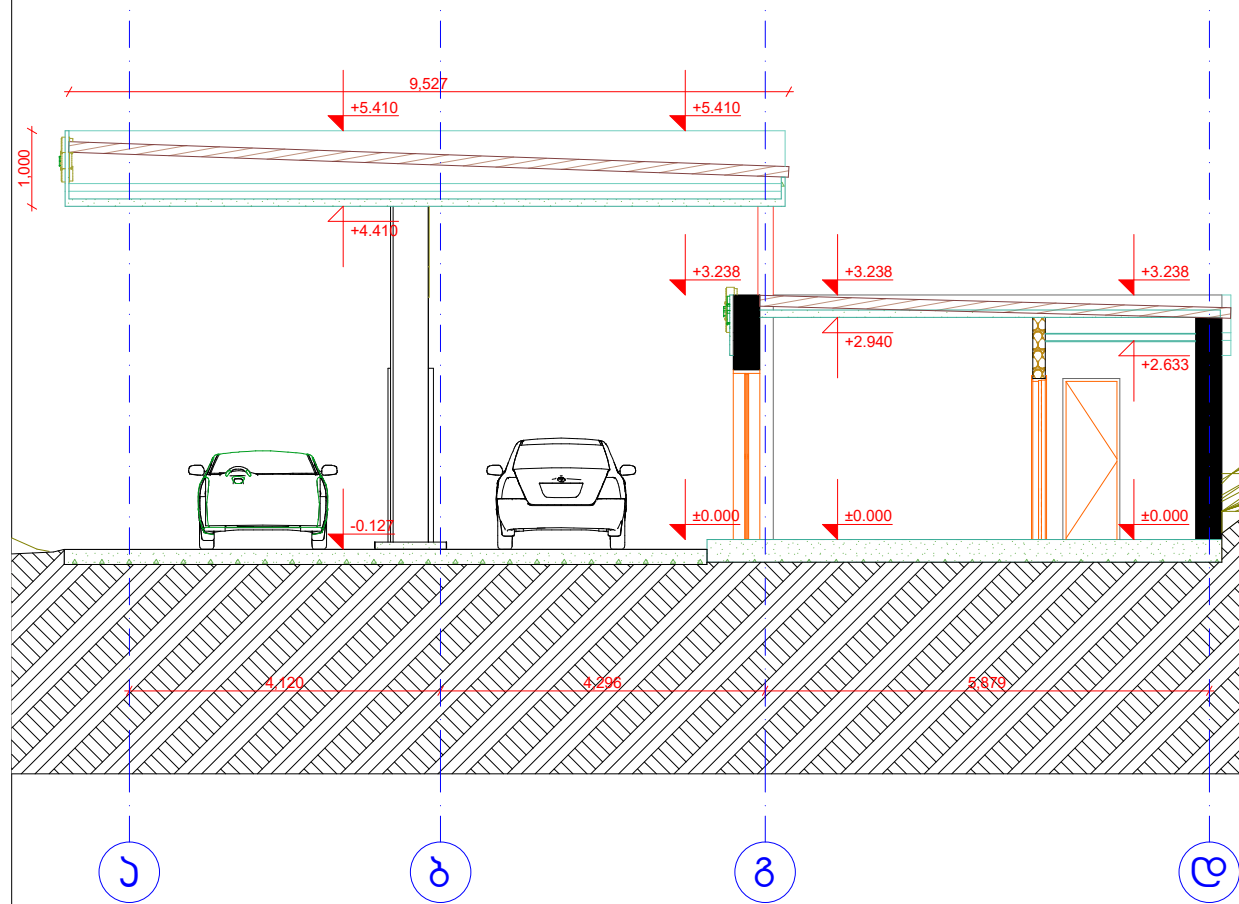 9,527
+5.410 +5.410
1,000
+4.410
+3.238 +3.238 +3.238
+2.940
+2.633
-0.127 ±0.000 ±0.000 ±0.000
4,120 4,296 5,879
ა ბ გ დ